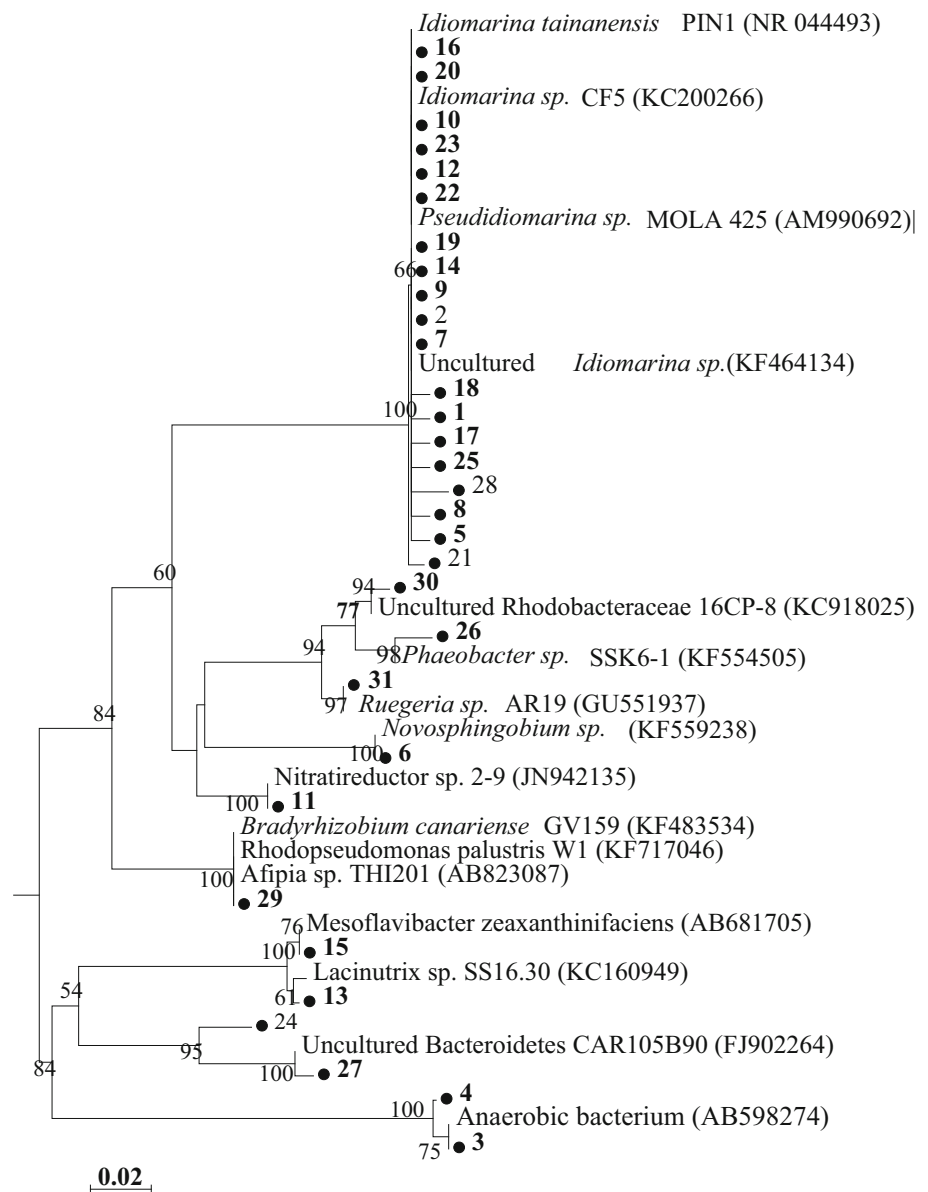 Idiomarina tainanensis PIN1 (NR 044493)
16
20
Idiomarina sp. CF5 (KC200266)
10
23
12
22
Pseudidiomarina sp. MOLA 425 (AM990692)|
19
66 14
9
2
7
Uncultured Idiomarina sp.(KF464134)
18
100 1
17
25
28
8
5
21
60 94 30
77 Uncultured Rhodobacteraceae 16CP-8 (KC918025)
26
94 98 Phaeobacter sp. SSK6-1 (KF554505)
31
97 Ruegeria sp. AR19 (GU551937)
84 Novosphingobium sp. (KF559238)
100 6
Nitratireductor sp. 2-9 (JN942135)
100 11
Bradyrhizobium canariense GV159 (KF483534)
Rhodopseudomonas palustris W1 (KF717046)
100 Afipia sp. THI201 (AB823087)
29
76 Mesoflavibacter zeaxanthinifaciens (AB681705)
100 15
Lacinutrix sp. SS16.30 (KC160949)
54 61 13
24
95 Uncultured Bacteroidetes CAR105B90 (FJ902264)
84 100 27
4
100 Anaerobic bacterium (AB598274)
75 3
0.02